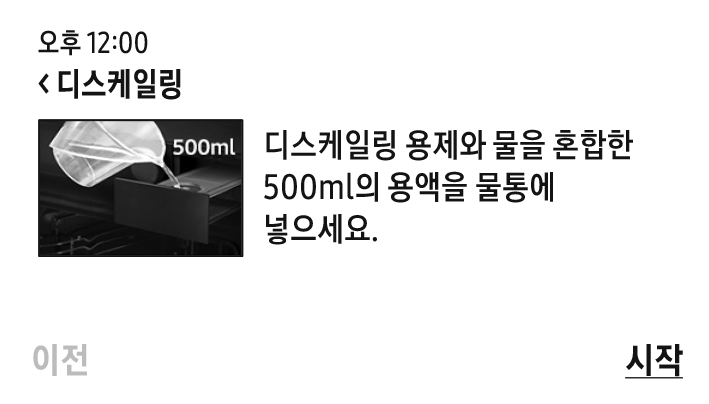 오후 12:00
< 디스케일링
500ml
디스케일링 용제와 물을 혼합한
500ml의 용액을 물통에
넣으세요.
이전
시작